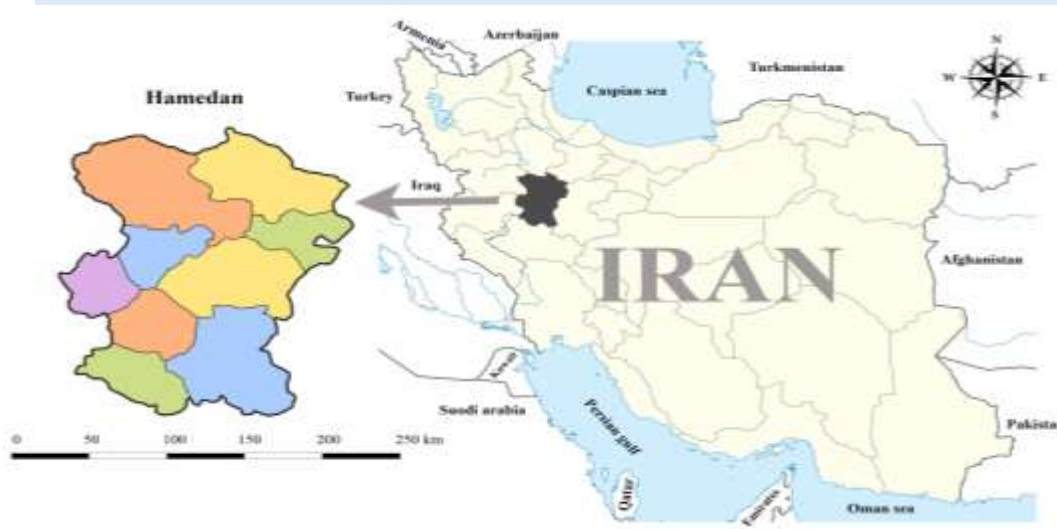 Armenia
Azerbaijan
N
Turkmenistan
Hamedan
Turkey
Caspian sea
W
E
S
Iraq
IRAN
Afghanistan
Kuwait
Suodi arabia
Persian gulf
0 50 100 150 200 250 km
Pakista
Qatar
Emirates
Oman sea